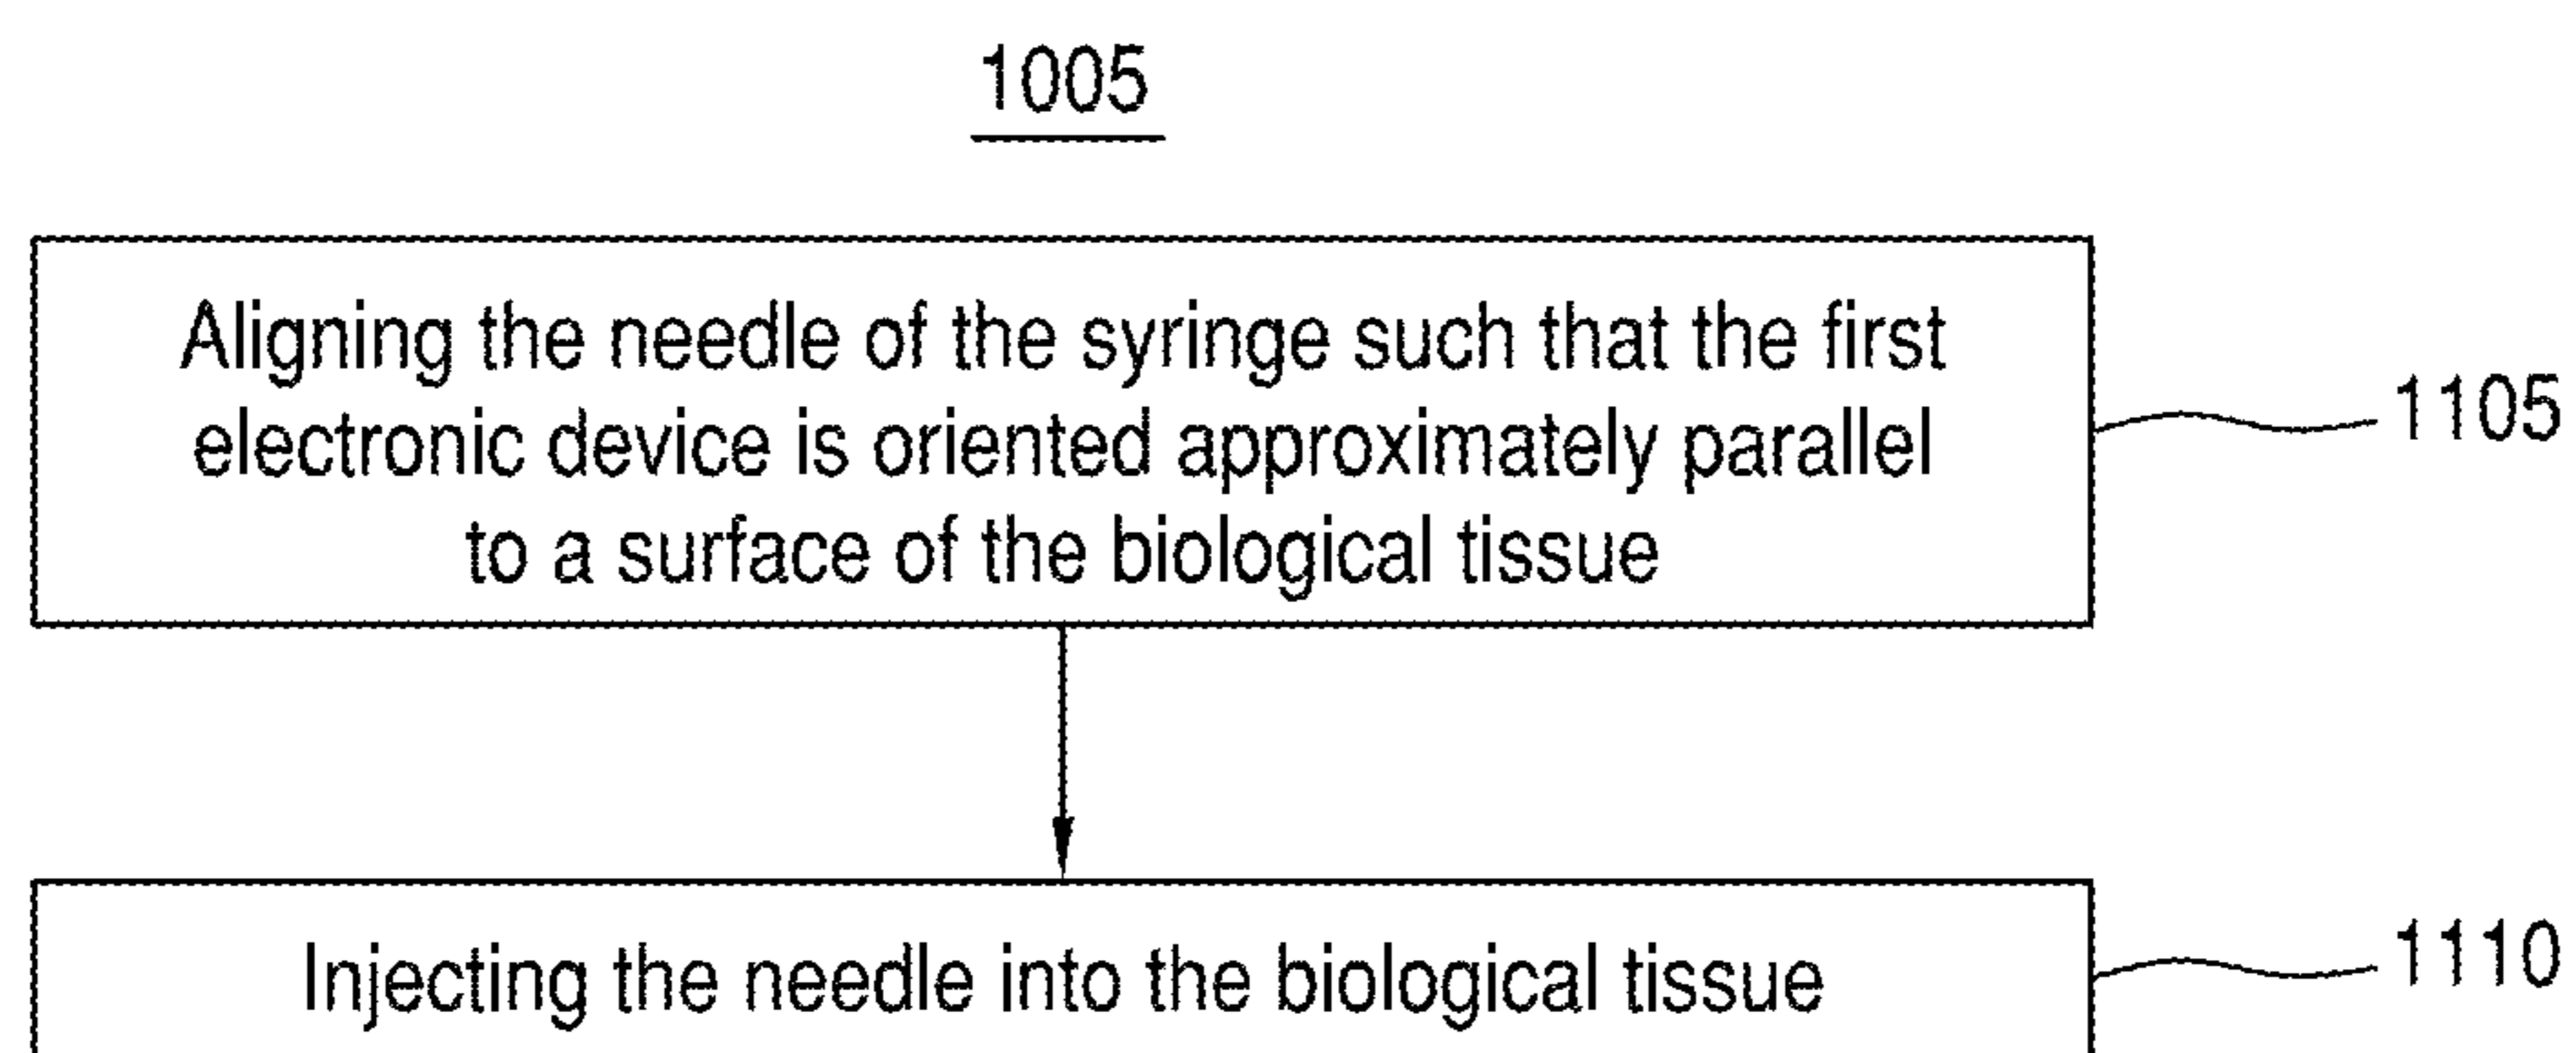 1005
Aligning the needle of the syringe such that the first
electronic device is oriented approximately parallel
to a surface of the biological tissue
1105
Injecting the needle into the biological tissue
1110